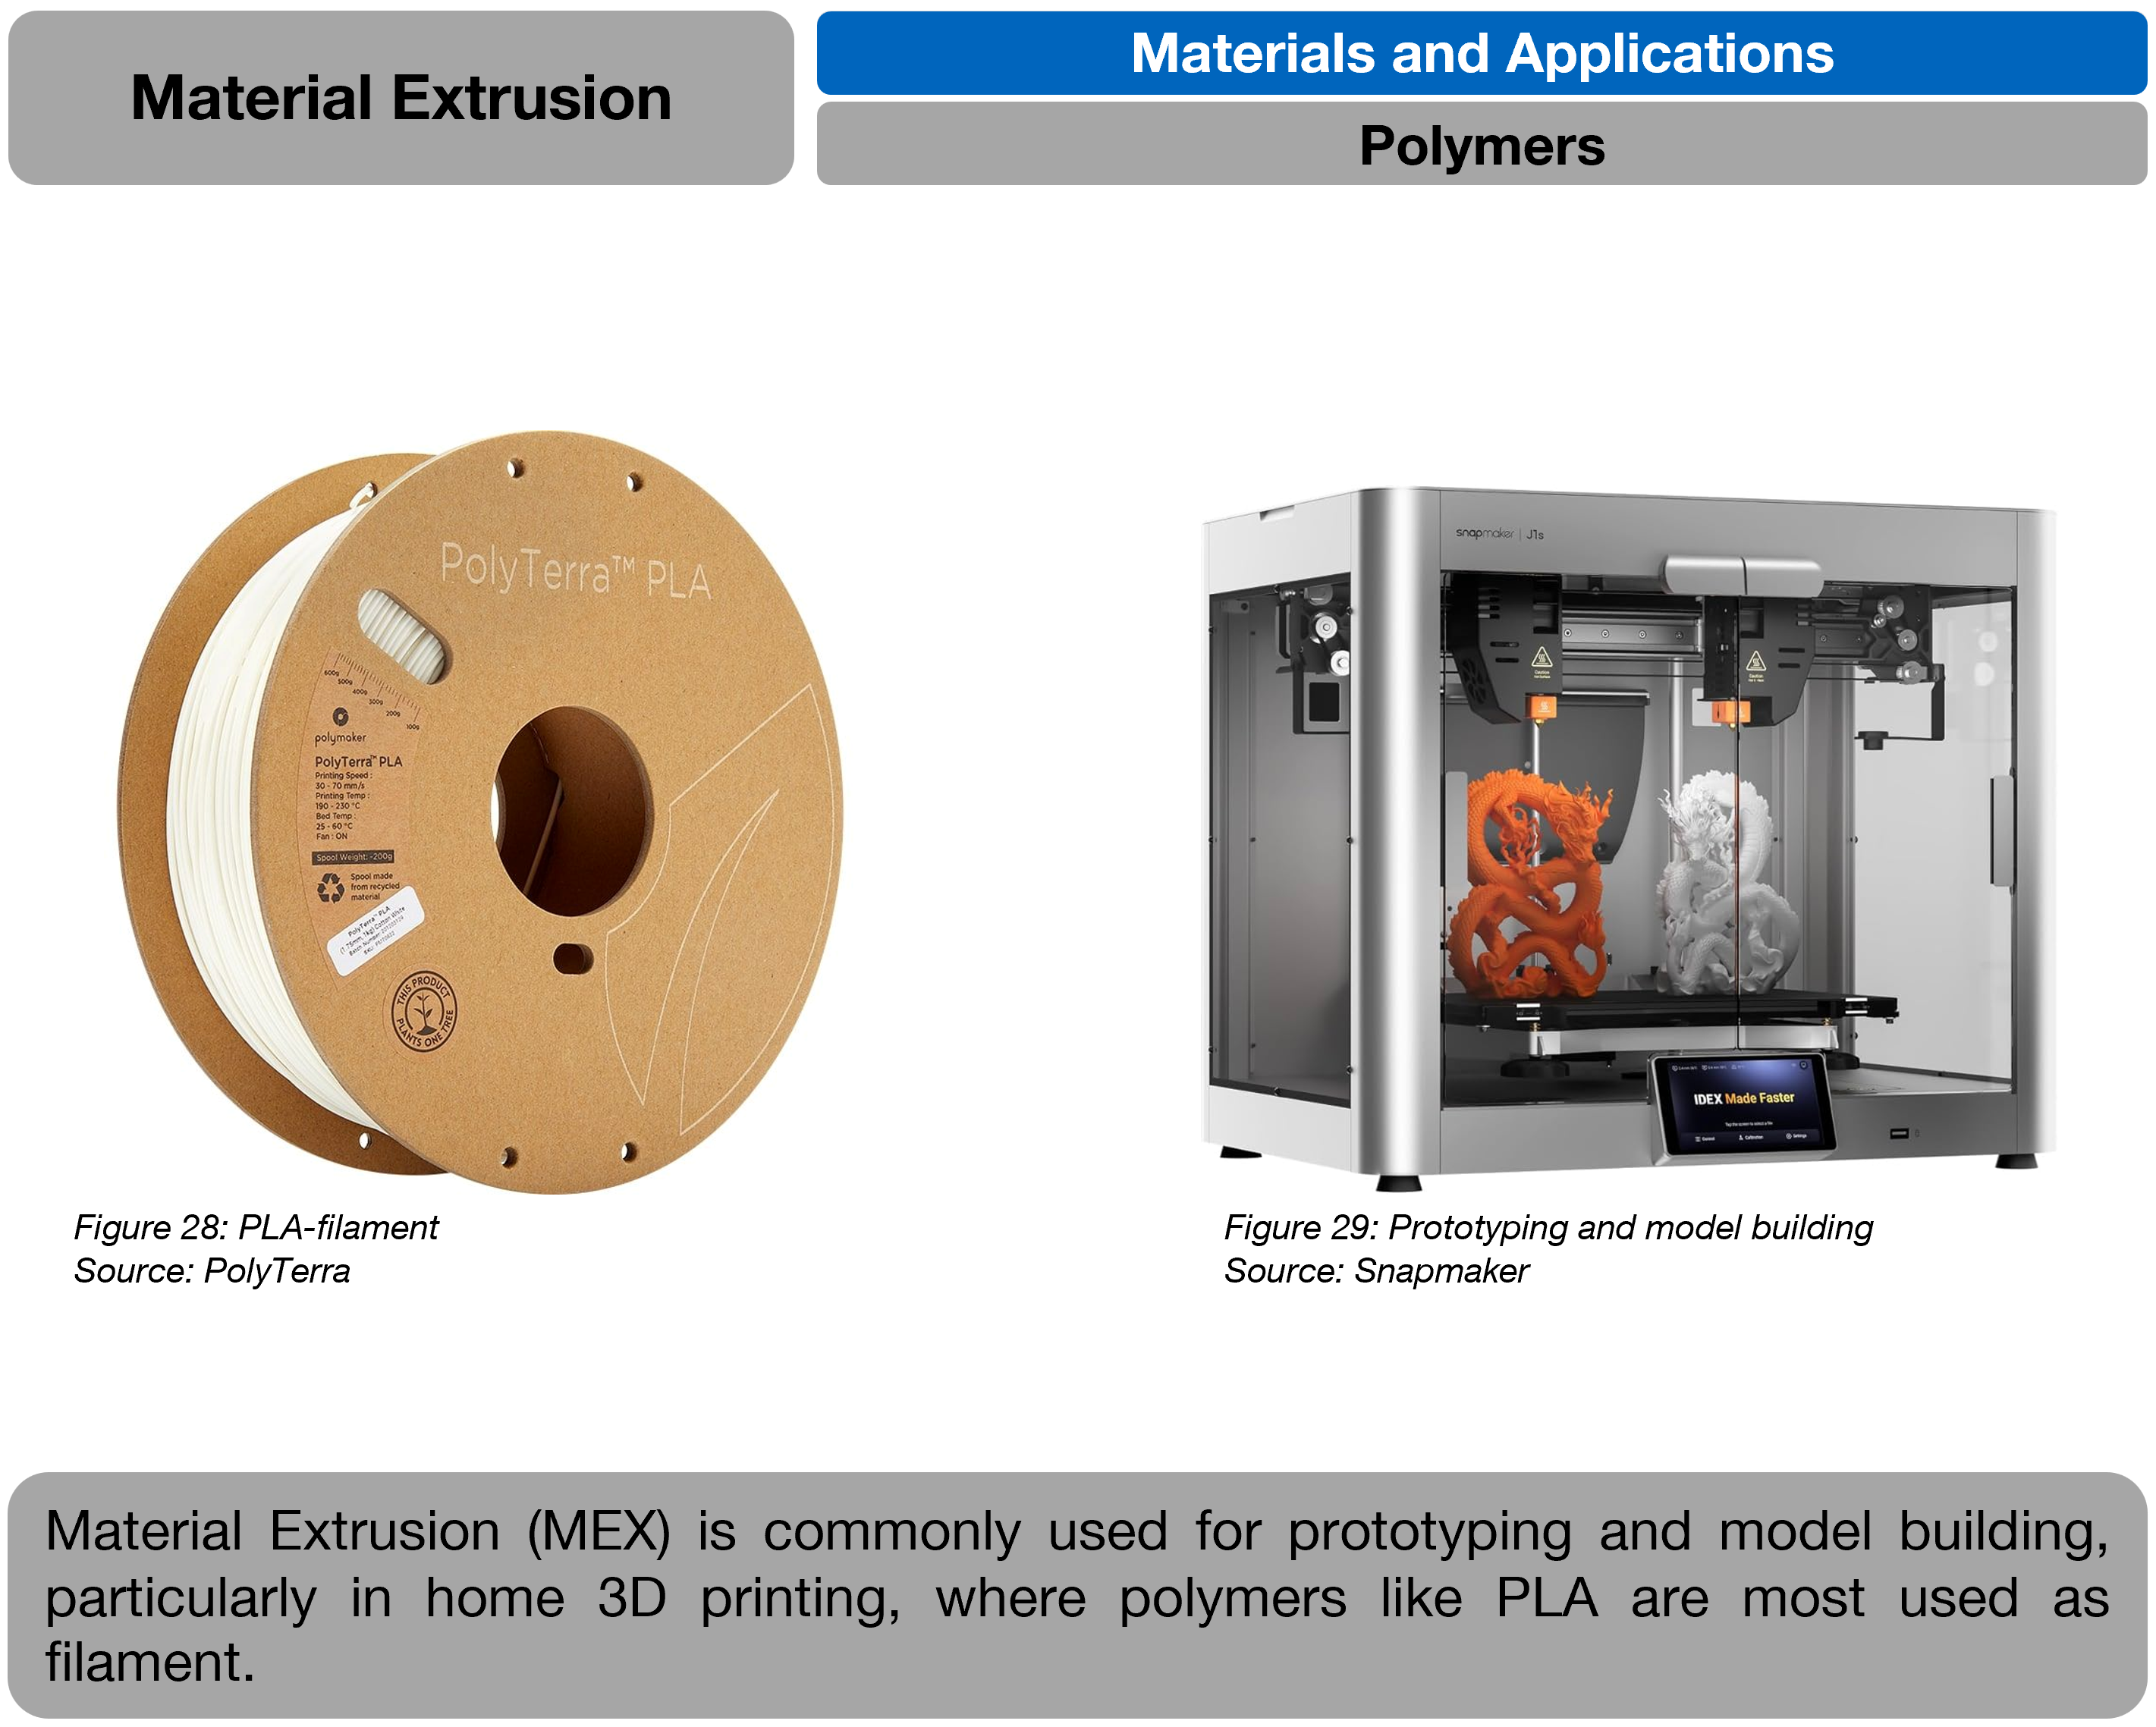 Material Extrusion
Materials and Applications
Polymers
PolyTerra™ PLA
600g
500g
400g
300g
200g
100g
polymaker
PolyTerra™ PLA
Printing Speed :
30 - 70 mm/s
Printing Temp :
190 - 230 °C
Bed Temp :
25 - 60 °C
Fan : ON
Spool Weight: ~200g
Spool made
from recycled
material
PolyTerra™ PLA
(1.75mm, 1kg) Cotton White
THIS PRODUCT
PLANTS ONE TREE
snapmaker | J1s
IDEX Made Faster
Figure 28: PLA-filament
Source: PolyTerra
Figure 29: Prototyping and model building
Source: Snapmaker
Material Extrusion (MEX) is commonly used for prototyping and model building,
particularly in home 3D printing, where polymers like PLA are most used as
filament.